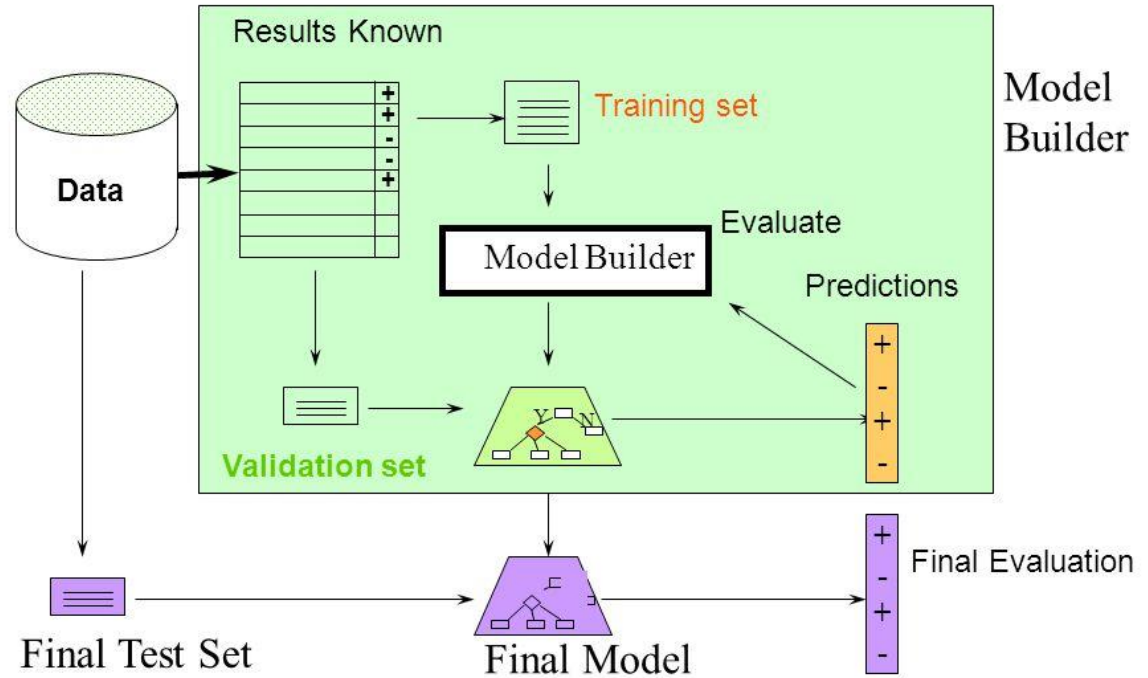 Results Known
Model
Builder
+
+
-
-
+
Training set
Data
Evaluate
Model Builder
Predictions
+
-
+
-
Y
N
Validation set
+
-
+
-
Final Evaluation
Final Test Set
Final Model